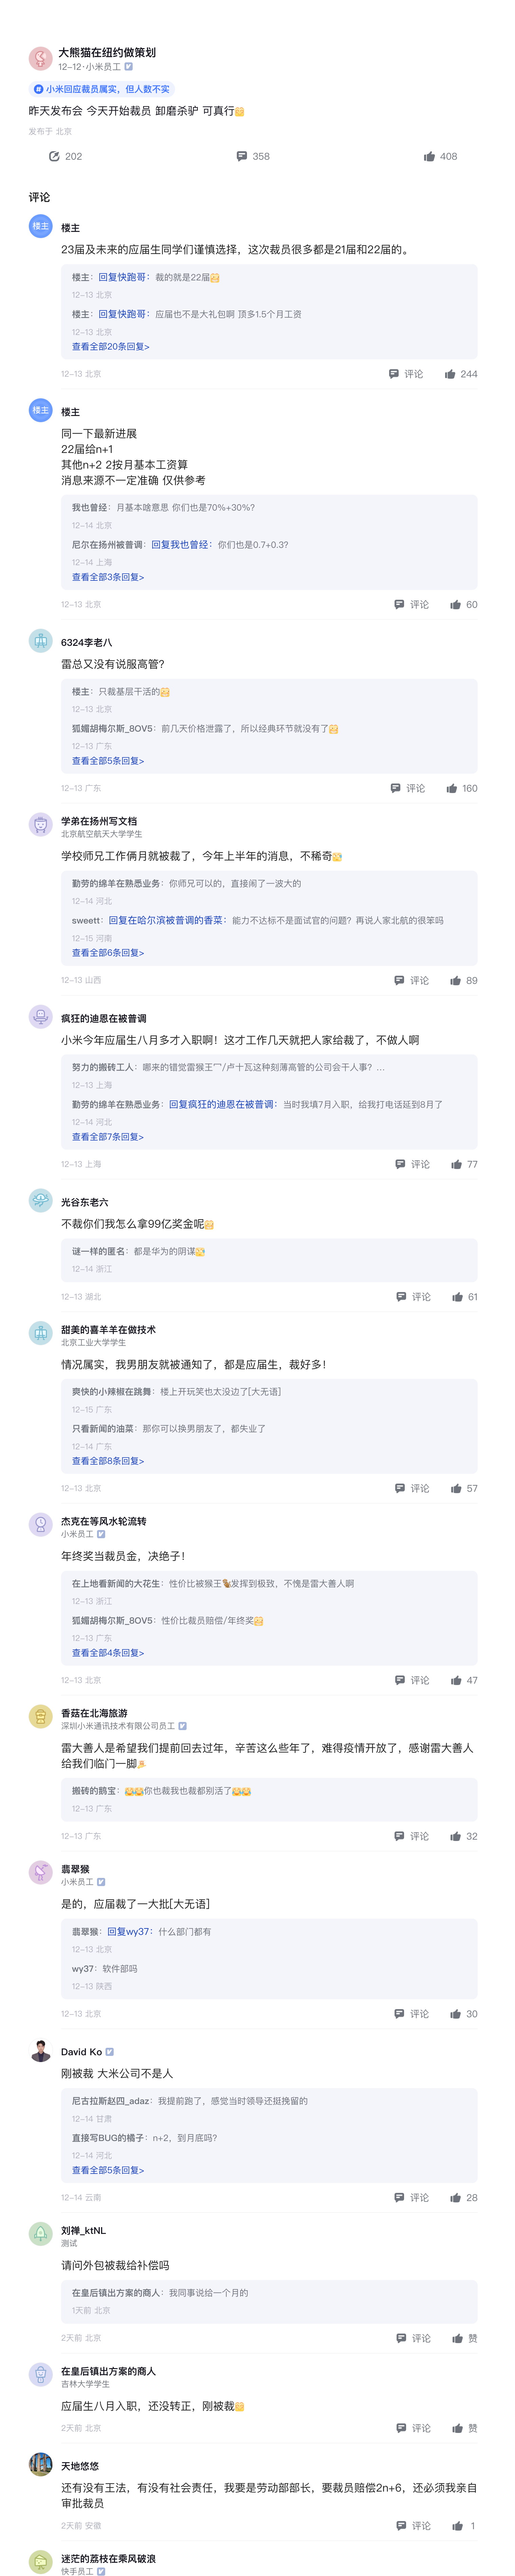 大熊猫在纽约做策划
12-12·小米员工
# 小米回应裁员属实，但人数不实
昨天发布会 今天开始裁员 卸磨杀驴 可真行
发布于 北京
202
358
408
评论
楼主
楼主
23届及未来的应届生同学们谨慎选择，这次裁员很多都是21届和22届的。
楼主：回复快跑哥：裁的就是22届
12-13 北京
楼主：回复快跑哥：应届也不是大礼包啊 顶多1.5个月工资
12-13 北京
查看全部20条回复>
12-13 北京
评论
244
楼主
楼主
同一下最新进展
22届给n+1
其他n+2 2按月基本工资算
消息来源不一定准确 仅供参考
我也曾经：月基本啥意思 你们也是70%+30%?
12-14 北京
尼尔在扬州被普调：回复我也曾经：你们也是0.7+0.3?
12-14 上海
查看全部3条回复>
12-13 北京
评论
60
6324李老八
雷总又没有说服高管？
楼主：只裁基层干活的
12-13 北京
狐媚胡梅尔斯_8OV5：前几天价格泄露了，所以经典环节就没有了
12-13 广东
查看全部5条回复>
12-13 广东
评论
160
学弟在扬州写文档
北京航空航天大学学生
学校师兄工作俩月就被裁了，今年上半年的消息，不稀奇
勤劳的绵羊在熟悉业务：你师兄可以的，直接闹了一波大的
12-14 河北
sweett：回复在哈尔滨被普调的香菜：能力不达标不是面试官的问题？再说人家北航的很笨吗
12-15 河南
查看全部6条回复>
12-13 山西
评论
89
疯狂的迪恩在被普调
小米今年应届生八月多才入职啊！这才工作几天就把人家给裁了，不做人啊
努力的搬砖工人：哪来的错觉雷猴王乛/卢十瓦这种刻薄高管的公司会干人事？...
12-13 上海
勤劳的绵羊在熟悉业务：回复疯狂的迪恩在被普调：当时我填7月入职，给我打电话延到8月了
12-14 河北
查看全部7条回复>
12-13 上海
评论
77
光谷东老六
不裁你们我怎么拿99亿奖金呢
谜一样的匿名：都是华为的阴谋
12-14 浙江
12-13 湖北
评论
61
甜美的喜羊羊在做技术
北京工业大学学生
情况属实，我男朋友就被通知了，都是应届生，裁好多！
爽快的小辣椒在跳舞：楼上开玩笑也太没边了[大无语]
12-15 广东
只看新闻的油菜：那你可以换男朋友了，都失业了
12-14 广东
查看全部8条回复>
12-13 北京
评论
57
杰克在等风水轮流转
小米员工
年终奖当裁员金，决绝子！
在上地看新闻的大花生：性价比被猴王🐒发挥到极致，不愧是雷大善人啊
12-13 浙江
狐媚胡梅尔斯_8OV5：性价比裁员赔偿/年终奖
12-13 广东
查看全部4条回复>
12-13 北京
评论
47
香菇在北海旅游
深圳小米通讯技术有限公司员工
雷大善人是希望我们提前回去过年，辛苦这么些年了，难得疫情开放了，感谢雷大善人
给我们临门一脚
搬砖的鹅宝：😂😂你也裁我也裁都别活了😂😂
12-13 广东
12-13 广东
评论
32
翡翠猴
小米员工
是的，应届裁了一大批[大无语]
翡翠猴：回复wy37：什么部门都有
12-13 北京
wy37：软件部吗
12-13 陕西
12-13 北京
评论
30
David Ko
刚被裁 大米公司不是人
尼古拉斯赵四_adaz：我提前跑了，感觉当时领导还挺挽留的
12-14 甘肃
直接写BUG的橘子：n+2，到月底吗？
12-14 河北
查看全部5条回复>
12-14 云南
评论
28
刘禅_ktNL
测试
请问外包被裁给补偿吗
在皇后镇出方案的商人：我同事说给一个月的
1天前 北京
2天前 北京
评论
赞
在皇后镇出方案的商人
吉林大学学生
应届生八月入职，还没转正，刚被裁
2天前 北京
评论
赞
天地悠悠
还有没有王法，有没有社会责任，我要是劳动部部长，要裁员赔偿2n+6，还必须我亲自
审批裁员
2天前 安徽
评论
1
迷茫的荔枝在乘风破浪
快手员工